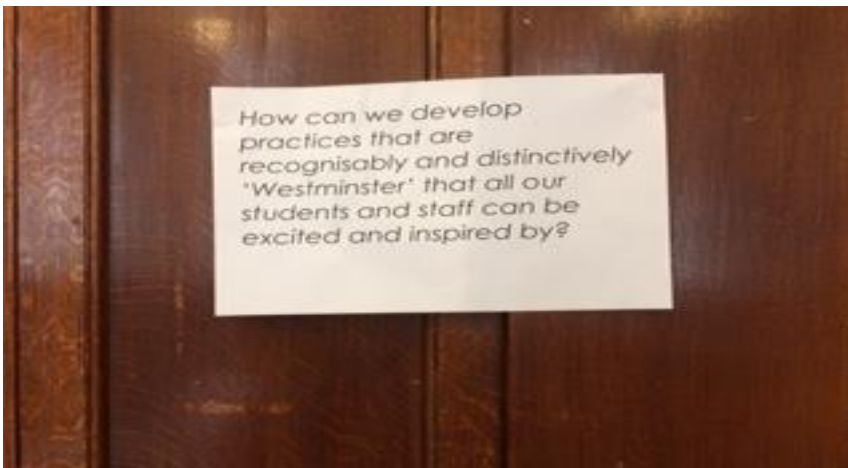 How can we develop
practices that are
recognisably and distinctively
'Westminster' that all our
students and staff can be
excited and inspired by?